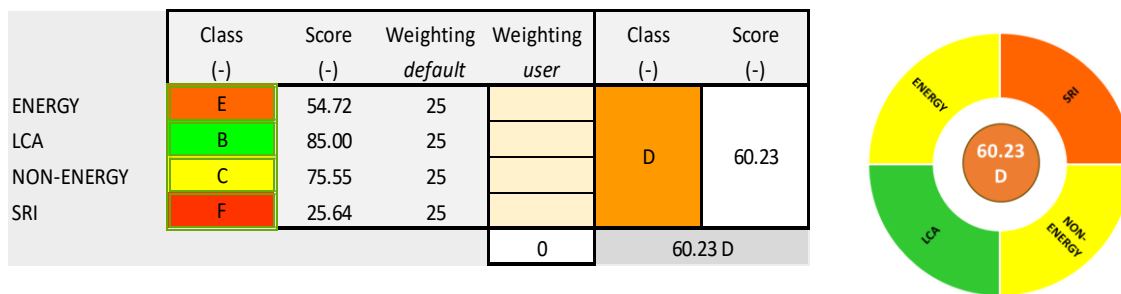 Class Score Weighting Weighting Class Score
(-) (-) default user (-) (-)
ENERGY E 54.72 25
LCA B 85.00 25
NON-ENERGY C 75.55 25
SRI F 25.64 25
D 60.23
0 60.23 D
ENERGY
SRI
60.23
D
LCA
NON-
ENERGY